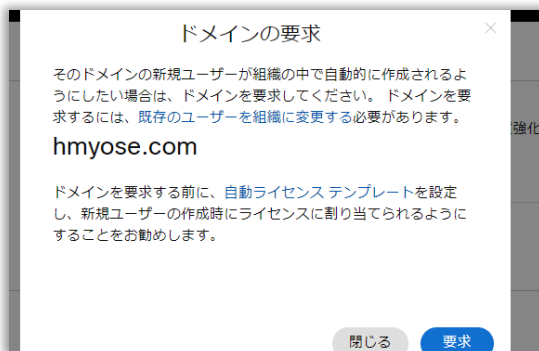 ドメインの要求
そのドメインの新規ユーザーが組織の中で自動的に作成されるよ
うにしたい場合は、ドメインを要求してください。 ドメインを要
求するには、既存のユーザーを組織に変更する必要があります。
hmyose.com
ドメインを要求する前に、自動ライセンス テンプレートを設定
し、新規ユーザーの作成時にライセンスに割り当てられるように
することをお勧めします。
閉じる 要求
強化